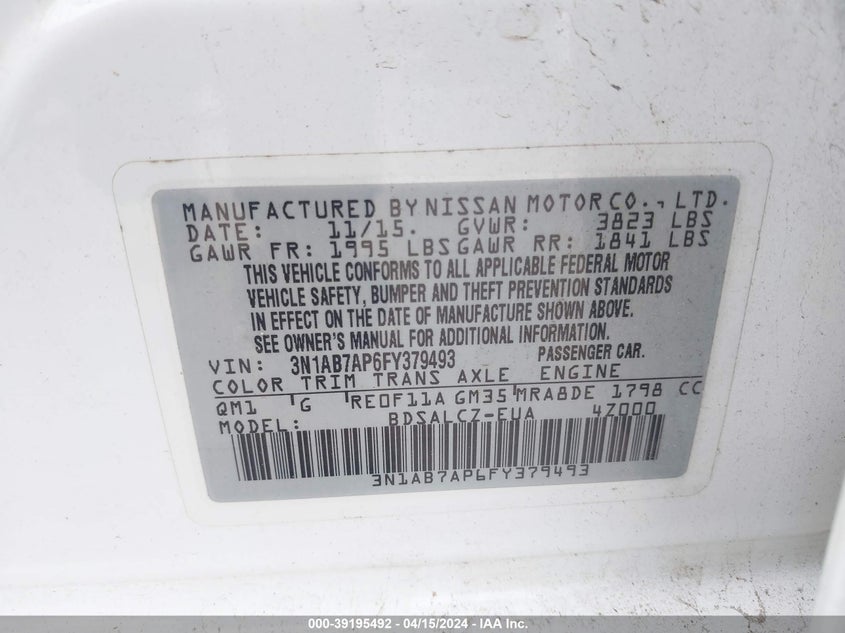 MANUFACTURED BY NISSAN MOTOR CO., LTD.
DATE: 11/15. GVWR: 3823 LBS
GAWR FR: 1995 LBS GAWR RR: 1841 LBS
THIS VEHICLE CONFORMS TO ALL APPLICABLE FEDERAL MOTOR
VEHICLE SAFETY, BUMPER AND THEFT PREVENTION STANDARDS
IN EFFECT ON THE DATE OF MANUFACTURE SHOWN ABOVE.
SEE OWNER'S MANUAL FOR ADDITIONAL INFORMATION.
VIN: 3N1AB7AP6FY379493 PASSENGER CAR.
COLOR TRIM TRANS AXLE ENGINE
QM1 G RE0F11A GM35 MRA8DE 1798 CC
MODEL: BDSALCZ-EUA 4Z000
3N1AB7AP6FY379493
000-39195492 - 04/15/2024 - IAA Inc.